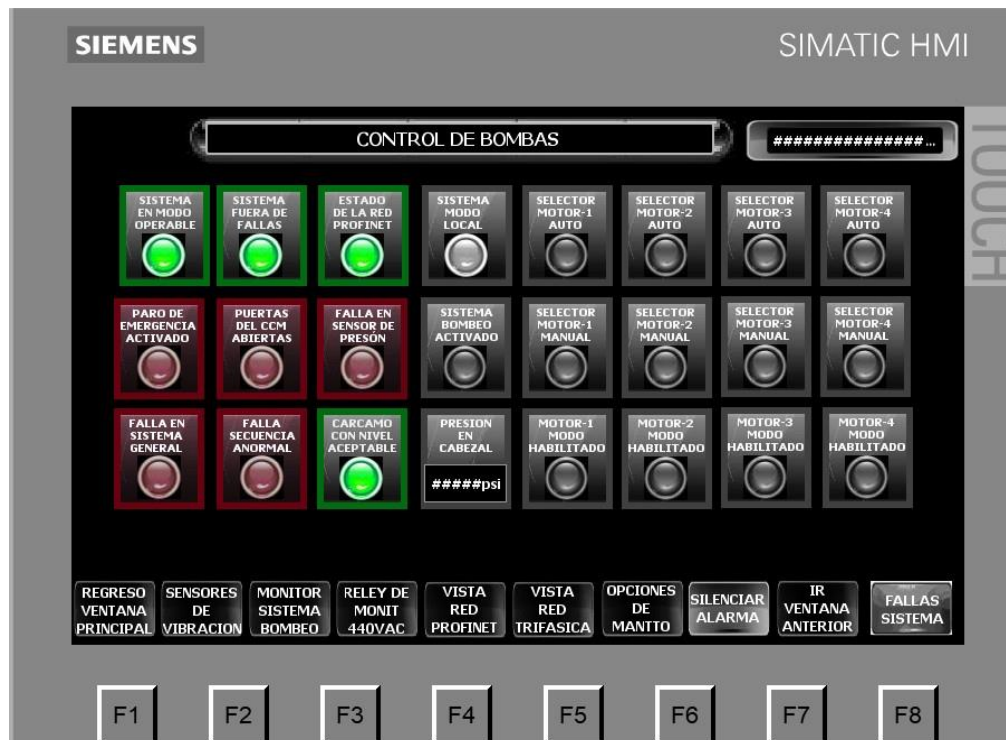 SIEMENS
SIMATIC HMI
TOUCH
CONTROL DE BOMBAS
###############...
SISTEMA
EN MODO
OPERABLE
SISTEMA
FUERA DE
FALLAS
ESTADO
DE LA RED
PROFINET
SISTEMA
MODO
LOCAL
SELECTOR
MOTOR-1
AUTO
SELECTOR
MOTOR-2
AUTO
SELECTOR
MOTOR-3
AUTO
SELECTOR
MOTOR-4
AUTO
PARO DE
EMERGENCIA
ACTIVADO
PUERTAS
DEL CCM
ABIERTAS
FALLA EN
SENSOR DE
PRESÓN
SISTEMA
BOMBEO
ACTIVADO
SELECTOR
MOTOR-1
MANUAL
SELECTOR
MOTOR-2
MANUAL
SELECTOR
MOTOR-3
MANUAL
SELECTOR
MOTOR-4
MANUAL
FALLA EN
SISTEMA
GENERAL
FALLA
SECUENCIA
ANORMAL
CARCAMO
CON NIVEL
ACEPTABLE
PRESION
EN
CABEZAL
#####psi
MOTOR-1
MODO
HABILITADO
MOTOR-2
MODO
HABILITADO
MOTOR-3
MODO
HABILITADO
MOTOR-4
MODO
HABILITADO
REGRESO
VENTANA
PRINCIPAL
SENSORES
DE
VIBRACION
MONITOR
SISTEMA
BOMBEO
RELEY DE
MONIT
440VAC
VISTA
RED
PROFINET
VISTA
RED
TRIFASICA
OPCIONES
DE
MANTTO
SILENCIAR
ALARMA
IR
VENTANA
ANTERIOR
FALLAS
SISTEMA
F1
F2
F3
F4
F5
F6
F7
F8